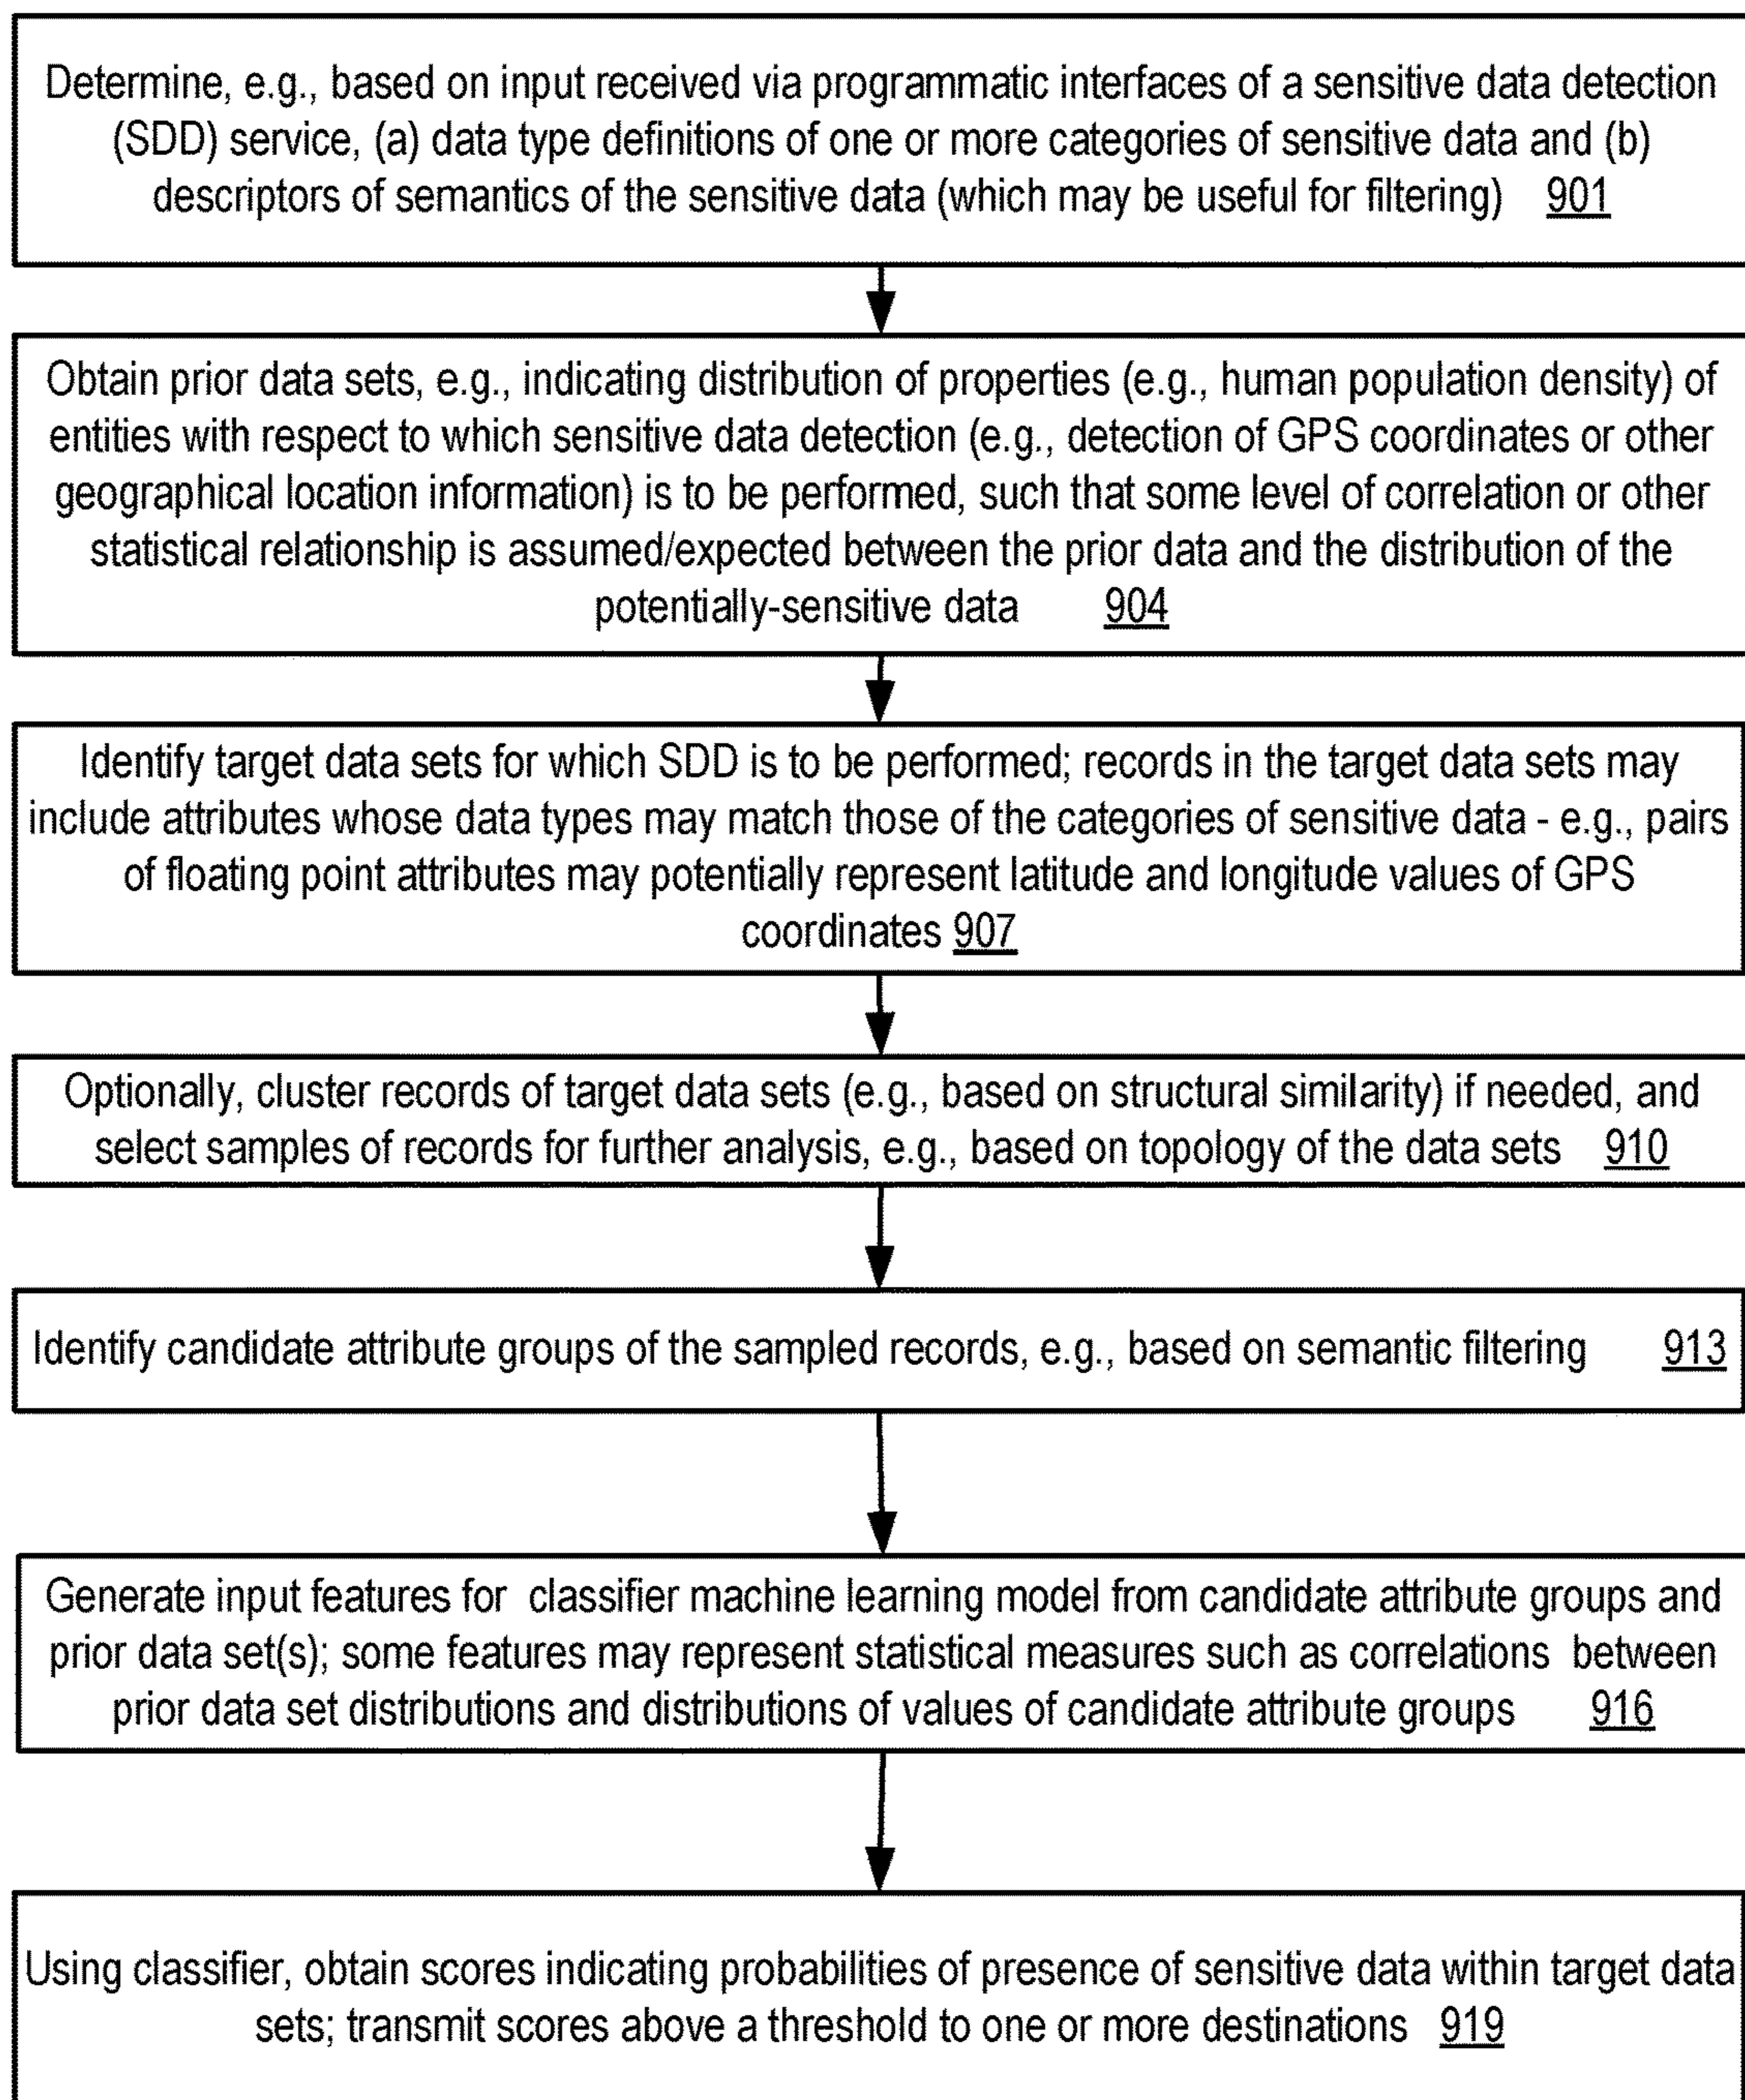 Determine, e.g., based on input received via programmatic interfaces of a sensitive data detection
(SDD) service, (a) data type definitions of one or more categories of sensitive data and (b)
descriptors of semantics of the sensitive data (which may be useful for filtering) 901
Obtain prior data sets, e.g., indicating distribution of properties (e.g., human population density) of
entities with respect to which sensitive data detection (e.g., detection of GPS coordinates or other
geographical location information) is to be performed, such that some level of correlation or other
statistical relationship is assumed/expected between the prior data and the distribution of the
potentially-sensitive data 904
Identify target data sets for which SDD is to be performed; records in the target data sets may
include attributes whose data types may match those of the categories of sensitive data - e.g., pairs
of floating point attributes may potentially represent latitude and longitude values of GPS
coordinates 907
Optionally, cluster records of target data sets (e.g., based on structural similarity) if needed, and
select samples of records for further analysis, e.g., based on topology of the data sets 910
Identify candidate attribute groups of the sampled records, e.g., based on semantic filtering 913
Generate input features for classifier machine learning model from candidate attribute groups and
prior data set(s); some features may represent statistical measures such as correlations between
prior data set distributions and distributions of values of candidate attribute groups 916
Using classifier, obtain scores indicating probabilities of presence of sensitive data within target data
sets; transmit scores above a threshold to one or more destinations 919